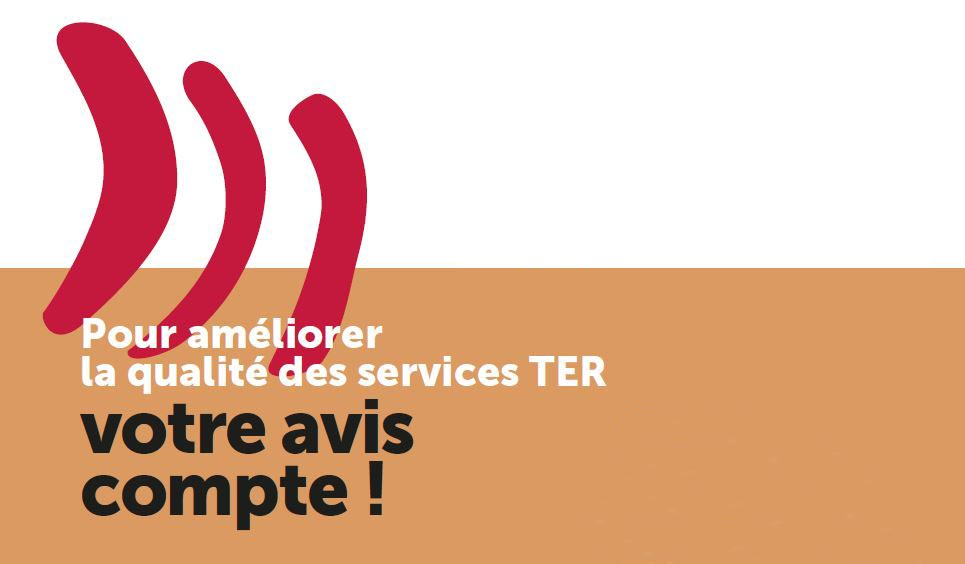 Pour améliorer
la qualité des services TER
votre avis
compte !